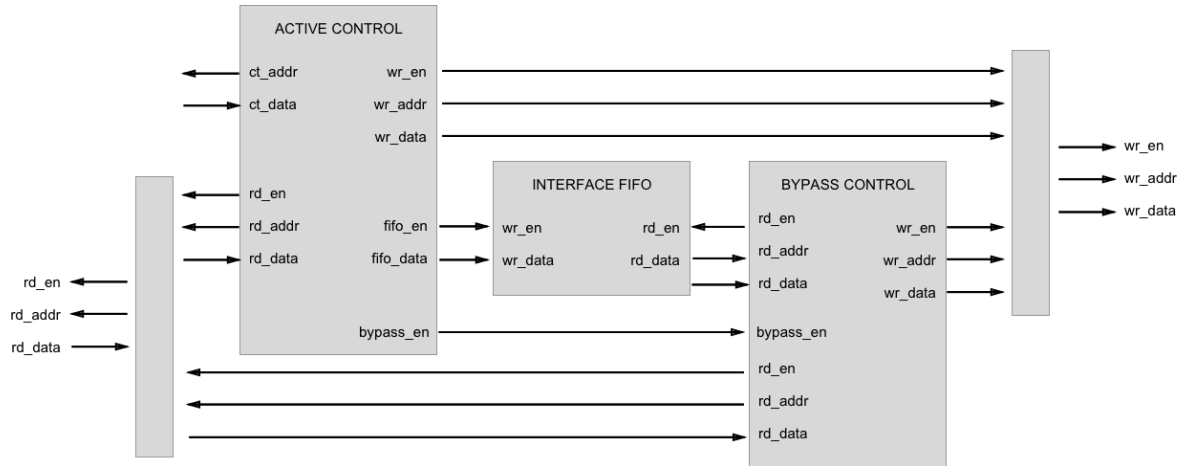 ACTIVE CONTROL
ct_addr
wr_en
ct_data
wr_addr
wr_data
rd_en
rd_addr
fifo_en
rd_data
fifo_data
bypass_en
INTERFACE FIFO
wr_en
rd_en
wr_data
rd_data
BYPASS CONTROL
rd_en
wr_en
rd_addr
wr_addr
rd_data
wr_data
bypass_en
rd_en
rd_addr
rd_data
wr_en
wr_addr
wr_data
rd_en
rd_addr
rd_data